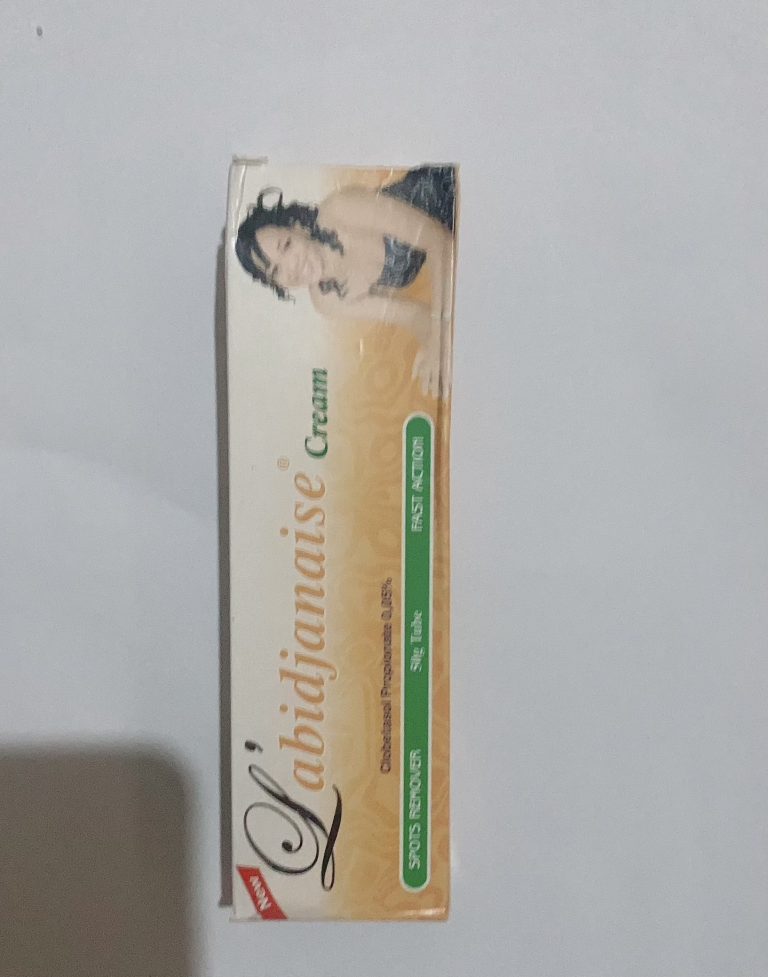 New
L'abidjanaise® Cream
Clobetasol Propionate 0,05%
SPOTS REMOVER 50g Tube FAST ACTION